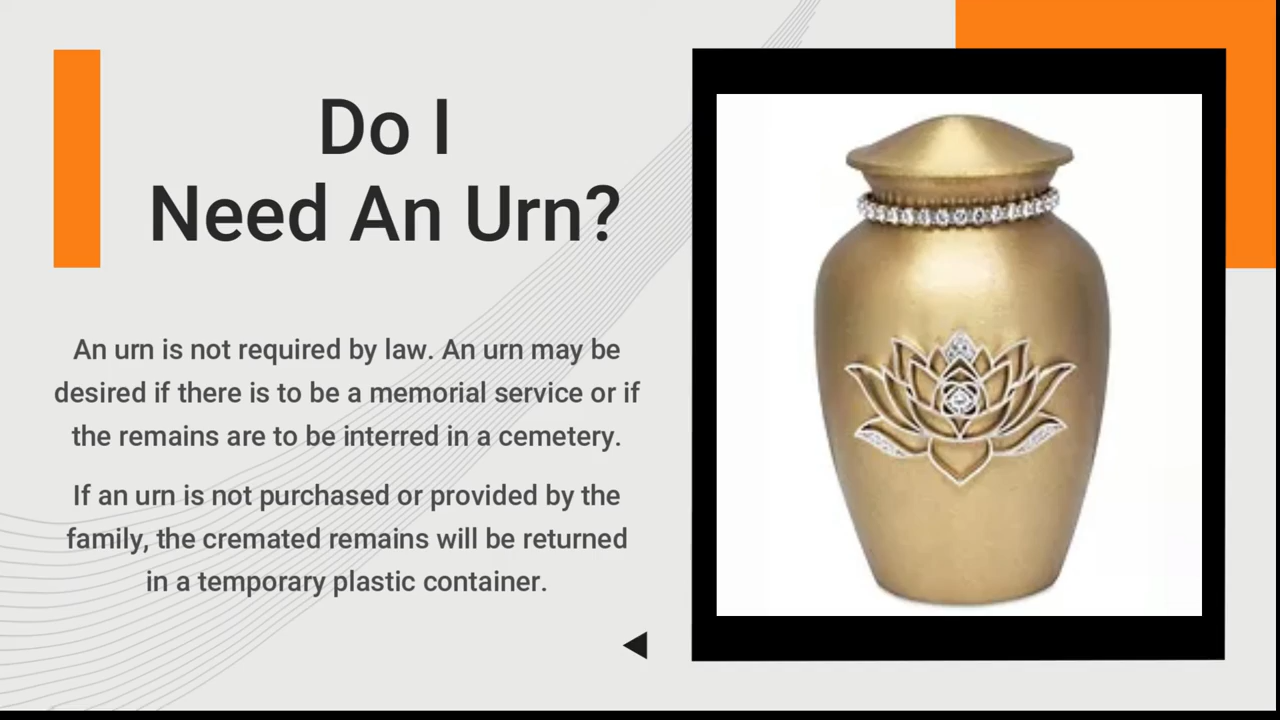 Do I
Need An Urn?
An urn is not required by law. An urn may be
desired if there is to be a memorial service or if
the remains are to be interred in a cemetery.
If an urn is not purchased or provided by the
family, the cremated remains will be returned
in a temporary plastic container.